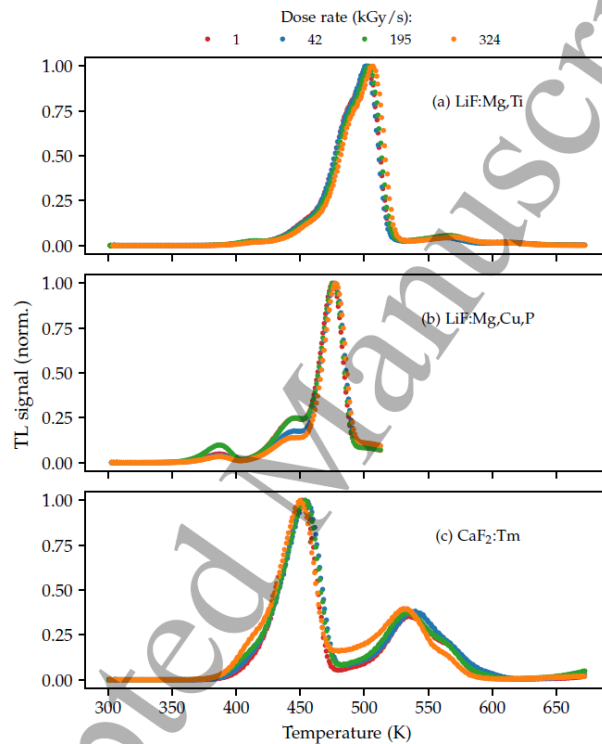 Dose rate (kGy/s):
1 42 195 324
1.00
0.75
0.50
0.25
0.00
(a) LiF:Mg,Ti
1.00
0.75
0.50
0.25
0.00
(b) LiF:Mg,Cu,P
TL signal (norm.)
1.00
0.75
0.50
0.25
0.00
(c) CaF₂:Tm
300 350 400 450 500 550 600 650
Temperature (K)
pted Manuscr